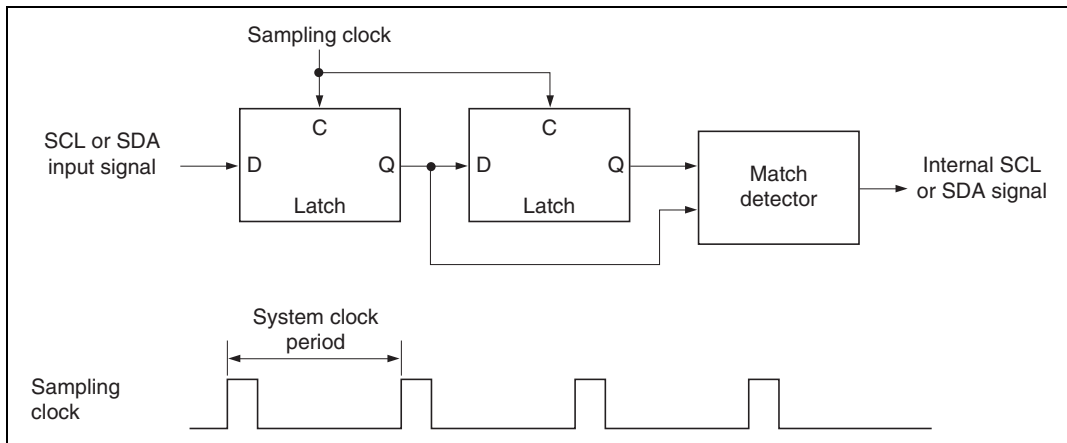 Sampling clock
SCL or SDA
input signal
C
D
Q
Latch
C
D
Q
Latch
Match
detector
Internal SCL
or SDA signal
System clock
period
Sampling
clock